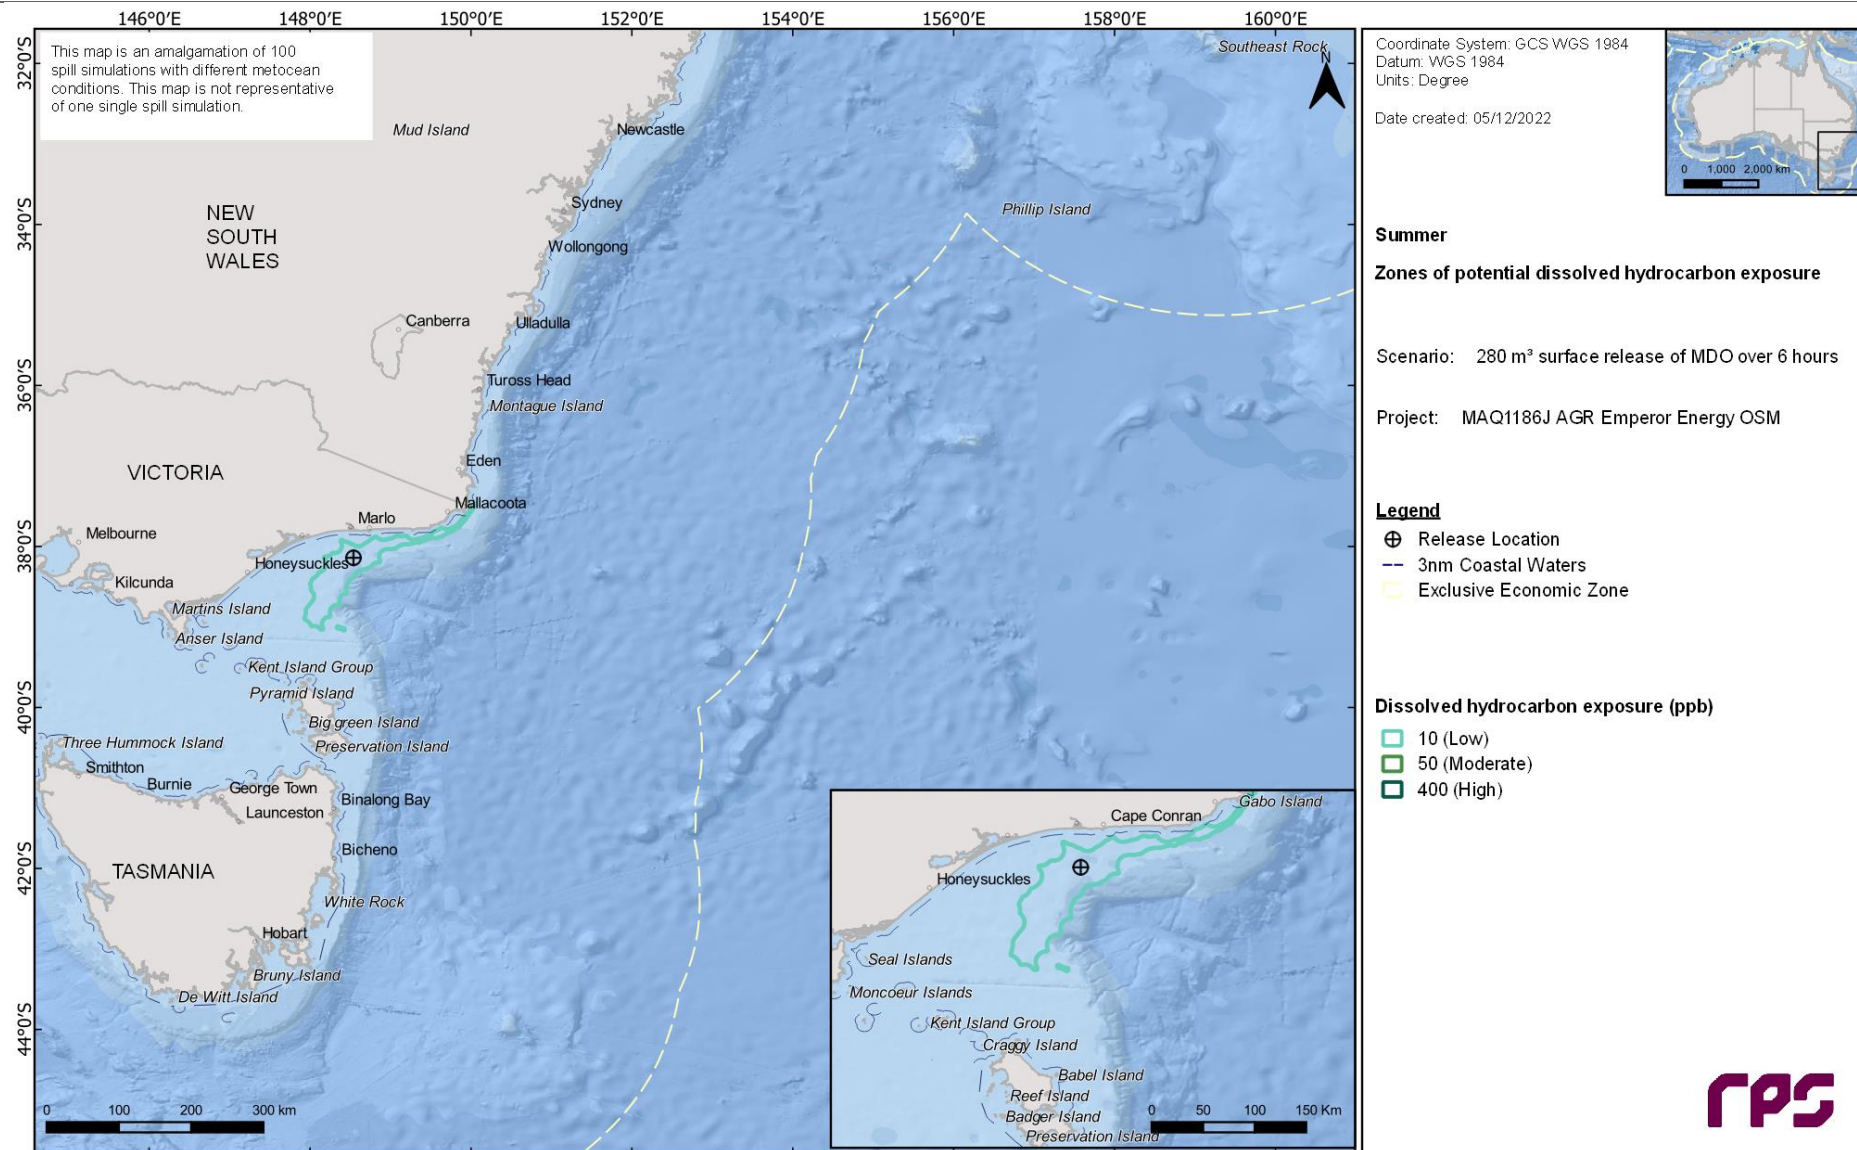 146°0'E 148°0'E 150°0'E 152°0'E 154°0'E 156°0'E 158°0'E 160°0'E
32°0'S
34°0'S
36°0'S
38°0'S
40°0'S
42°0'S
44°0'S
This map is an amalgamation of 100
spill simulations with different metocean
conditions. This map is not representative
of one single spill simulation.
Southeast Rock
N
Mud Island
Newcastle
Sydney
Phillip Island
NEW
SOUTH
WALES
Wollongong
Canberra
Ulladulla
Tuross Head
Montague Island
Eden
VICTORIA
Mallacoota
Marlo
Melbourne
Honeysuckles
Kilcunda
Martins Island
Anser Island
Kent Island Group
Pyramid Island
Big green Island
Three Hummock Island
Preservation Island
Smithton
Burnie
George Town
Binalong Bay
Launceston
Bicheno
TASMANIA
White Rock
Hobart
Bruny Island
De Witt Island
0 100 200 300 km
Gabo Island
Cape Conran
Honeysuckles
Seal Islands
Moncoeur Islands
Kent Island Group
Craggy Island
Babel Island
Reef Island
Badger Island
Preservation Island
0 50 100 150 Km
Coordinate System: GCS WGS 1984
Datum: WGS 1984
Units: Degree
Date created: 05/12/2022
0 1,000 2,000 km
Summer
Zones of potential dissolved hydrocarbon exposure
Scenario: 280 m³ surface release of MDO over 6 hours
Project: MAQ1186J AGR Emperor Energy OSM
Legend
Release Location
3nm Coastal Waters
Exclusive Economic Zone
Dissolved hydrocarbon exposure (ppb)
10 (Low)
50 (Moderate)
400 (High)
rps